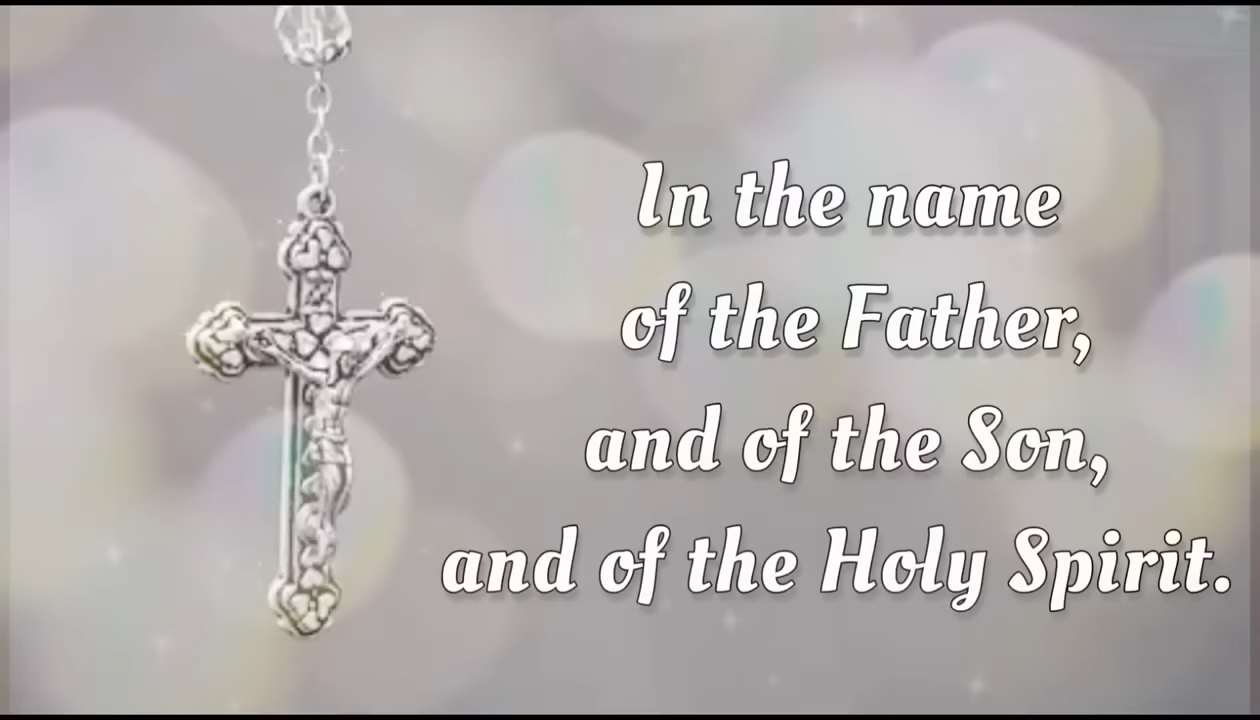 In the name
of the Father,
and of the Son,
and of the Holy Spirit.